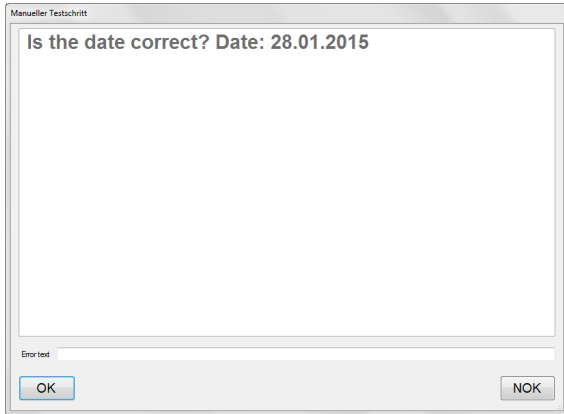 Manueller Testschritt
Is the date correct? Date: 28.01.2015
Error text
OK
NOK